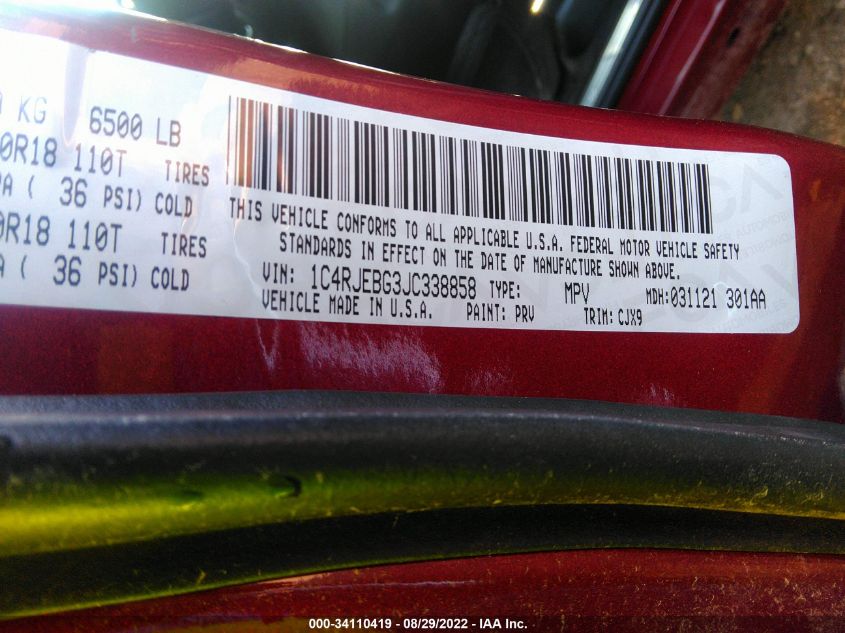 KG 6500 LB
0R18 110T TIRES
( 36 PSI) COLD
0R18 110T TIRES
( 36 PSI) COLD
THIS VEHICLE CONFORMS TO ALL APPLICABLE U.S.A. FEDERAL MOTOR VEHICLE SAFETY
STANDARDS IN EFFECT ON THE DATE OF MANUFACTURE SHOWN ABOVE.
VIN: 1C4RJEBG3JC338858 TYPE: MPV MDH:031121 301AA
VEHICLE MADE IN U.S.A. PAINT: PRV TRIM: CJX9
000-34110419 - 08/29/2022 - IAA Inc.